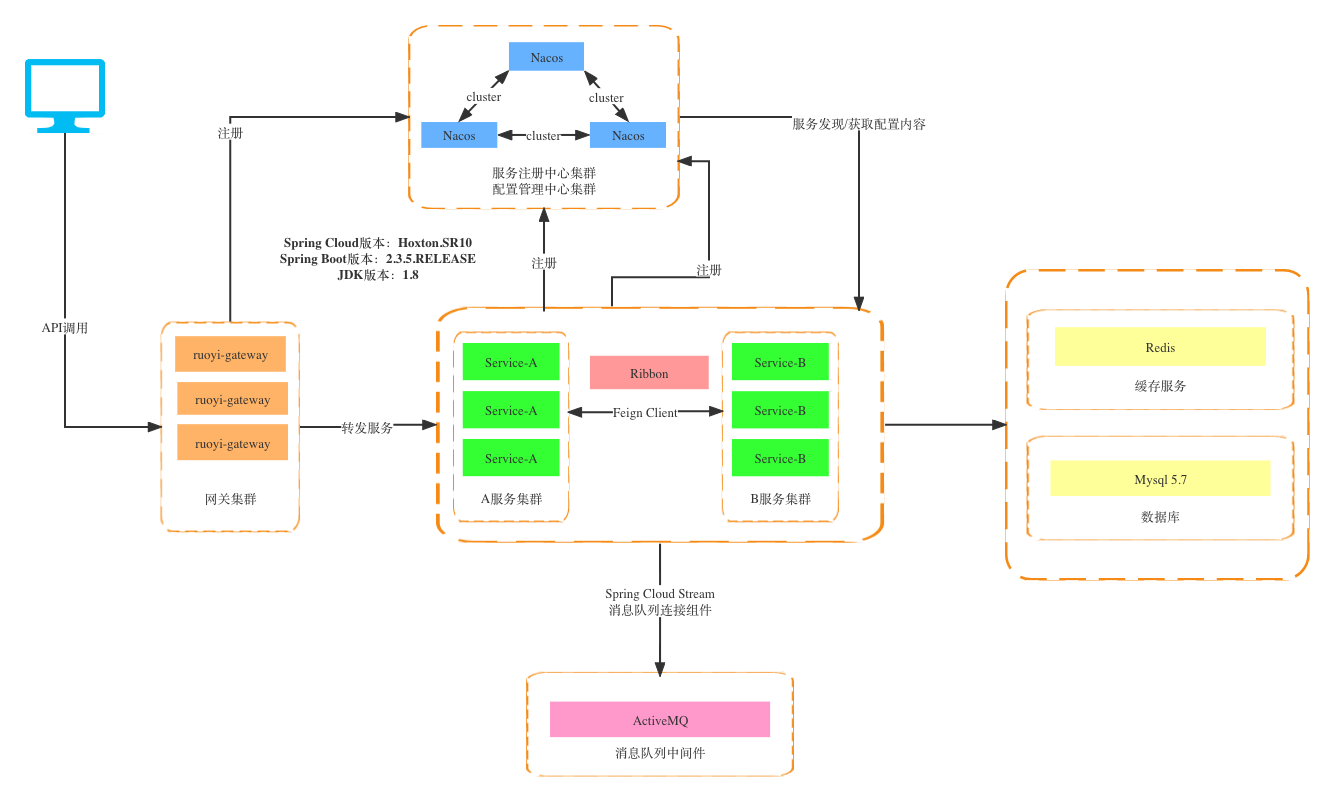 Nacos
cluster
cluster
Nacos
cluster
Nacos
服务注册中心集群
配置管理中心集群
注册
服务发现/获取配置内容
Spring Cloud版本：Hoxton.SR10
Spring Boot版本：2.3.5.RELEASE
JDK版本：1.8
注册
注册
API调用
ruoyi-gateway
ruoyi-gateway
ruoyi-gateway
网关集群
转发服务
Service-A
Service-A
Service-A
A服务集群
Ribbon
Feign Client
Service-B
Service-B
Service-B
B服务集群
Redis
缓存服务
Mysql 5.7
数据库
Spring Cloud Stream
消息队列连接组件
ActiveMQ
消息队列中间件